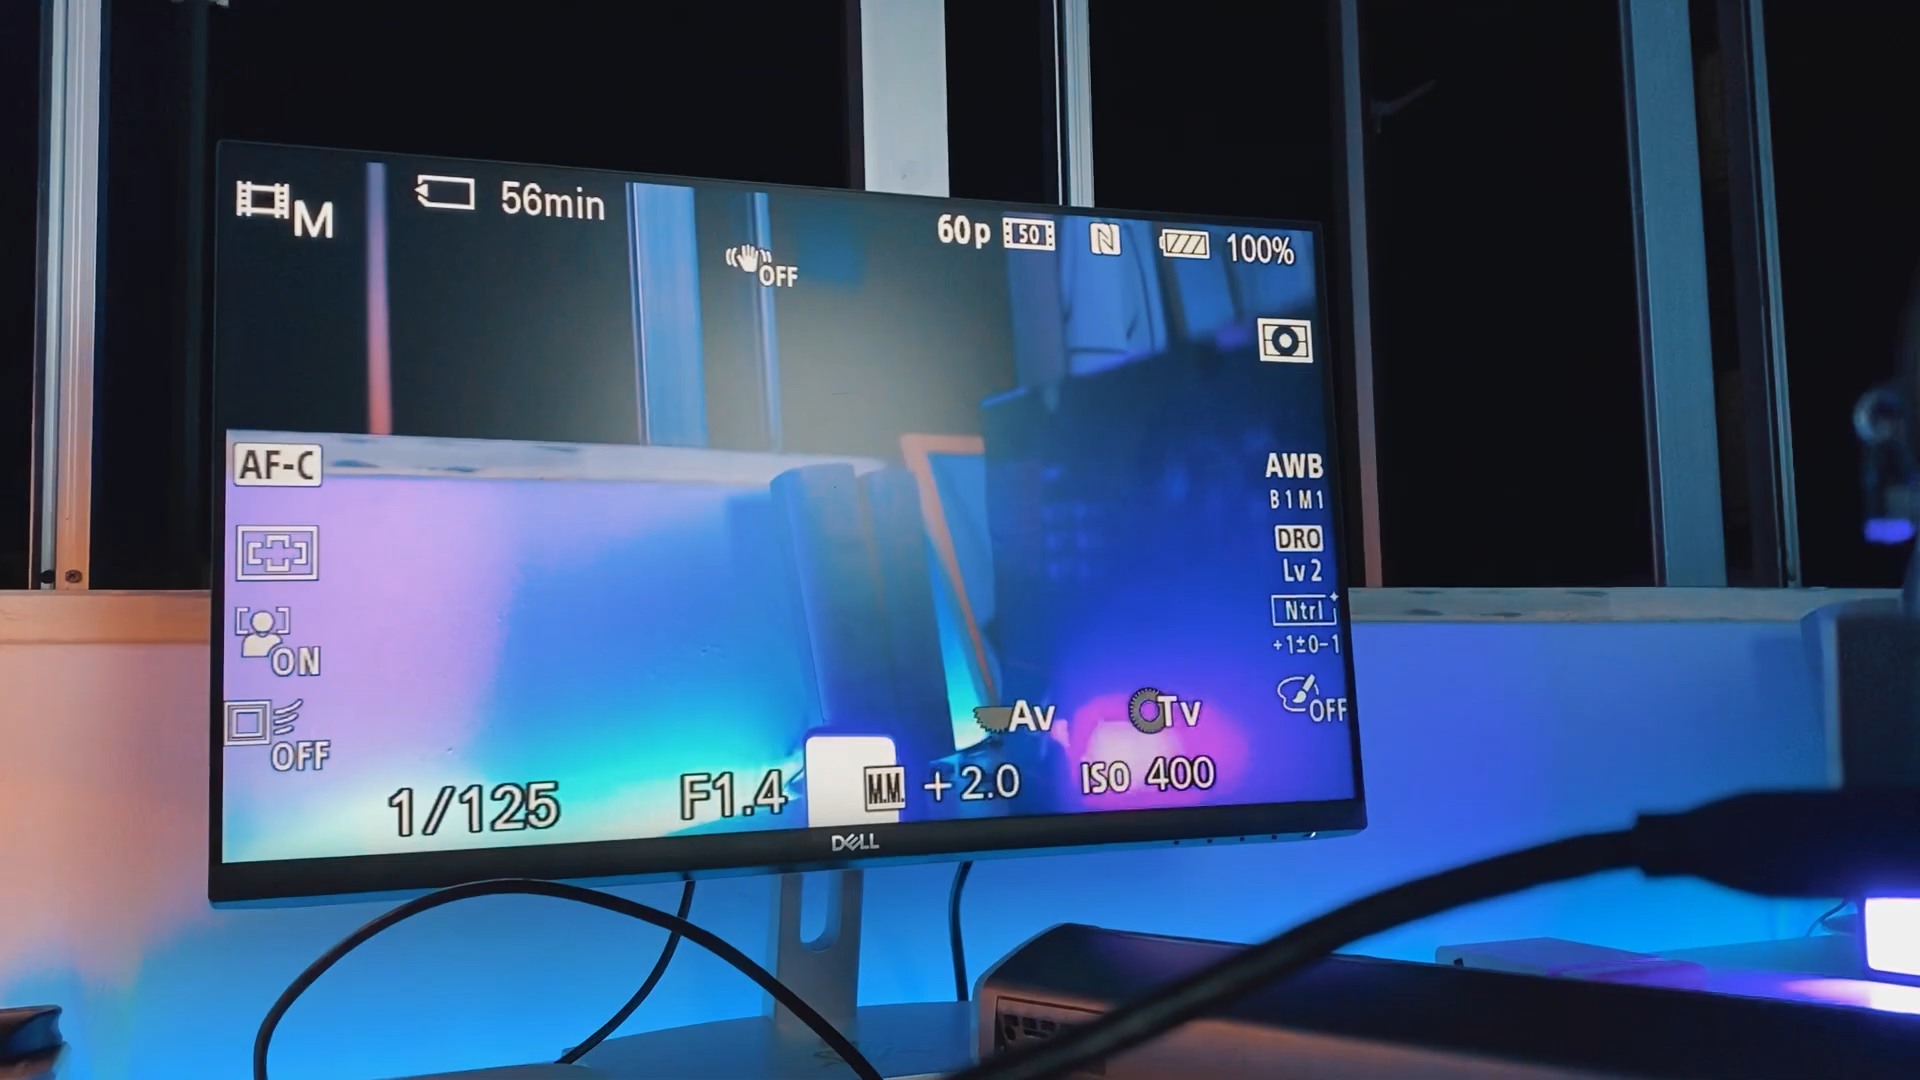 M 56min 60p 50 N 100%
OFF
AF-C
AWB
B1M1
DRO
Lv2
Ntrl
ON
+1±0-1
OFF
OFF
Av Tv
1/125 F1.4 M.M. +2.0 ISO 400
DELL